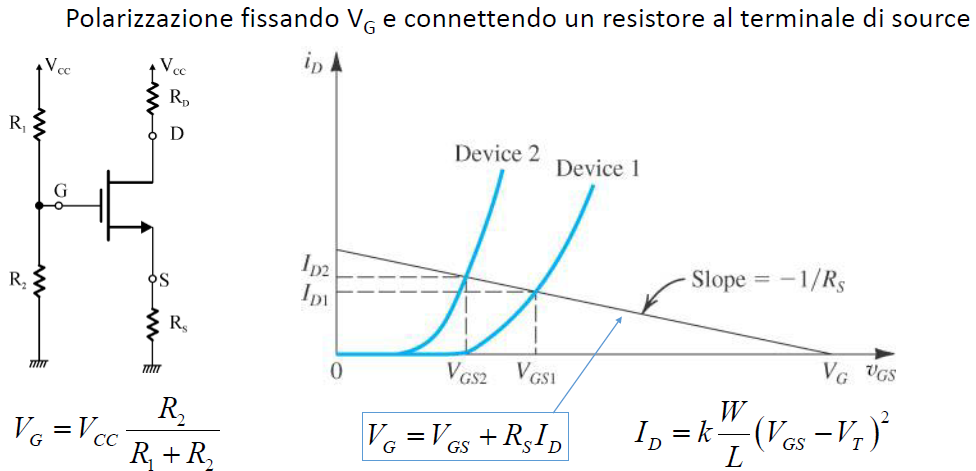 Polarizzazione fissando V_G e connettendo un resistore al terminale di source
V_CC
R_1
G
R_2
V_CC
R_D
D
S
R_S
i_D
Device 2
Device 1
I_D2
I_D1
Slope = −1/R_S
0
V_GS2
V_GS1
V_G
v_GS
V_G = V_CC R_2 / (R_1 + R_2)
V_G = V_GS + R_S I_D
I_D = k W/L (V_GS − V_T)^2